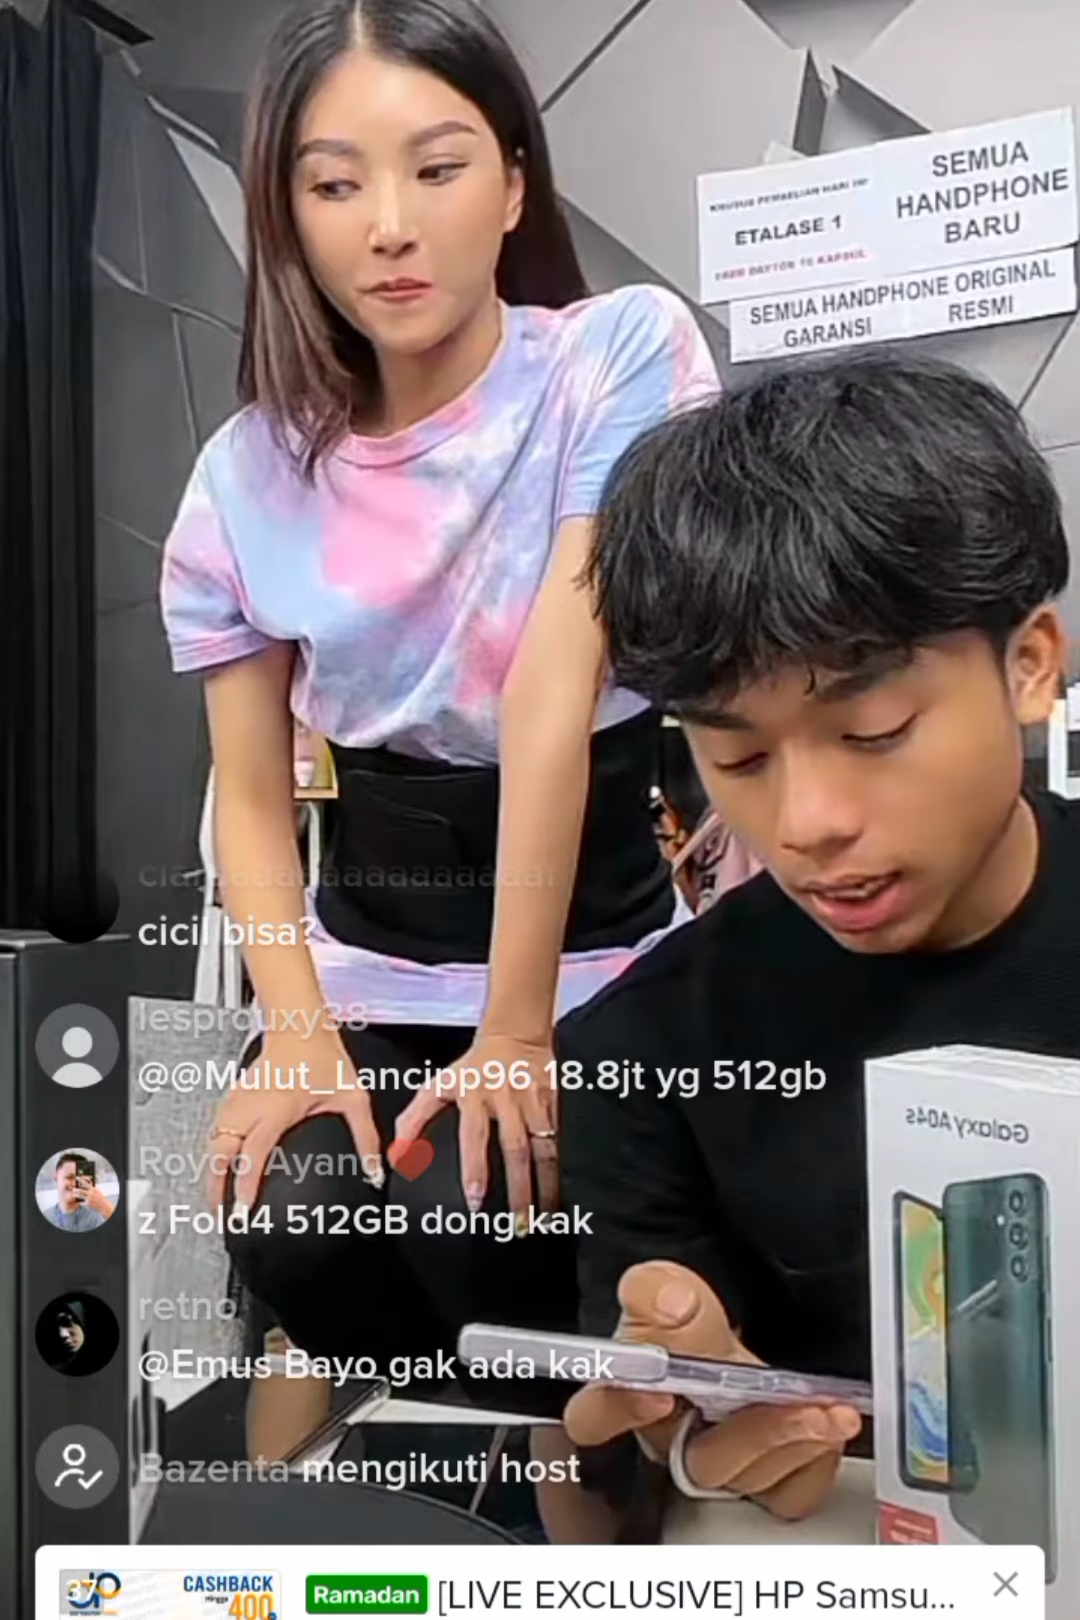 KHUSUS PEMBELIAN HARI INI
ETALASE 1
SEMUA
HANDPHONE
BARU
SEMUA HANDPHONE ORIGINAL
GARANSI RESMI
cicil bisa?
lesprouxy38
@@Mulut_Lancipp96 18.8jt yg 512gb
Royco Ayang
z Fold4 512GB dong kak
retno
@Emus Bayo gak ada kak
Bazenta mengikuti host
Galaxy A04s
37
CASHBACK
Hingga
400
Ramadan [LIVE EXCLUSIVE] HP Samsu...